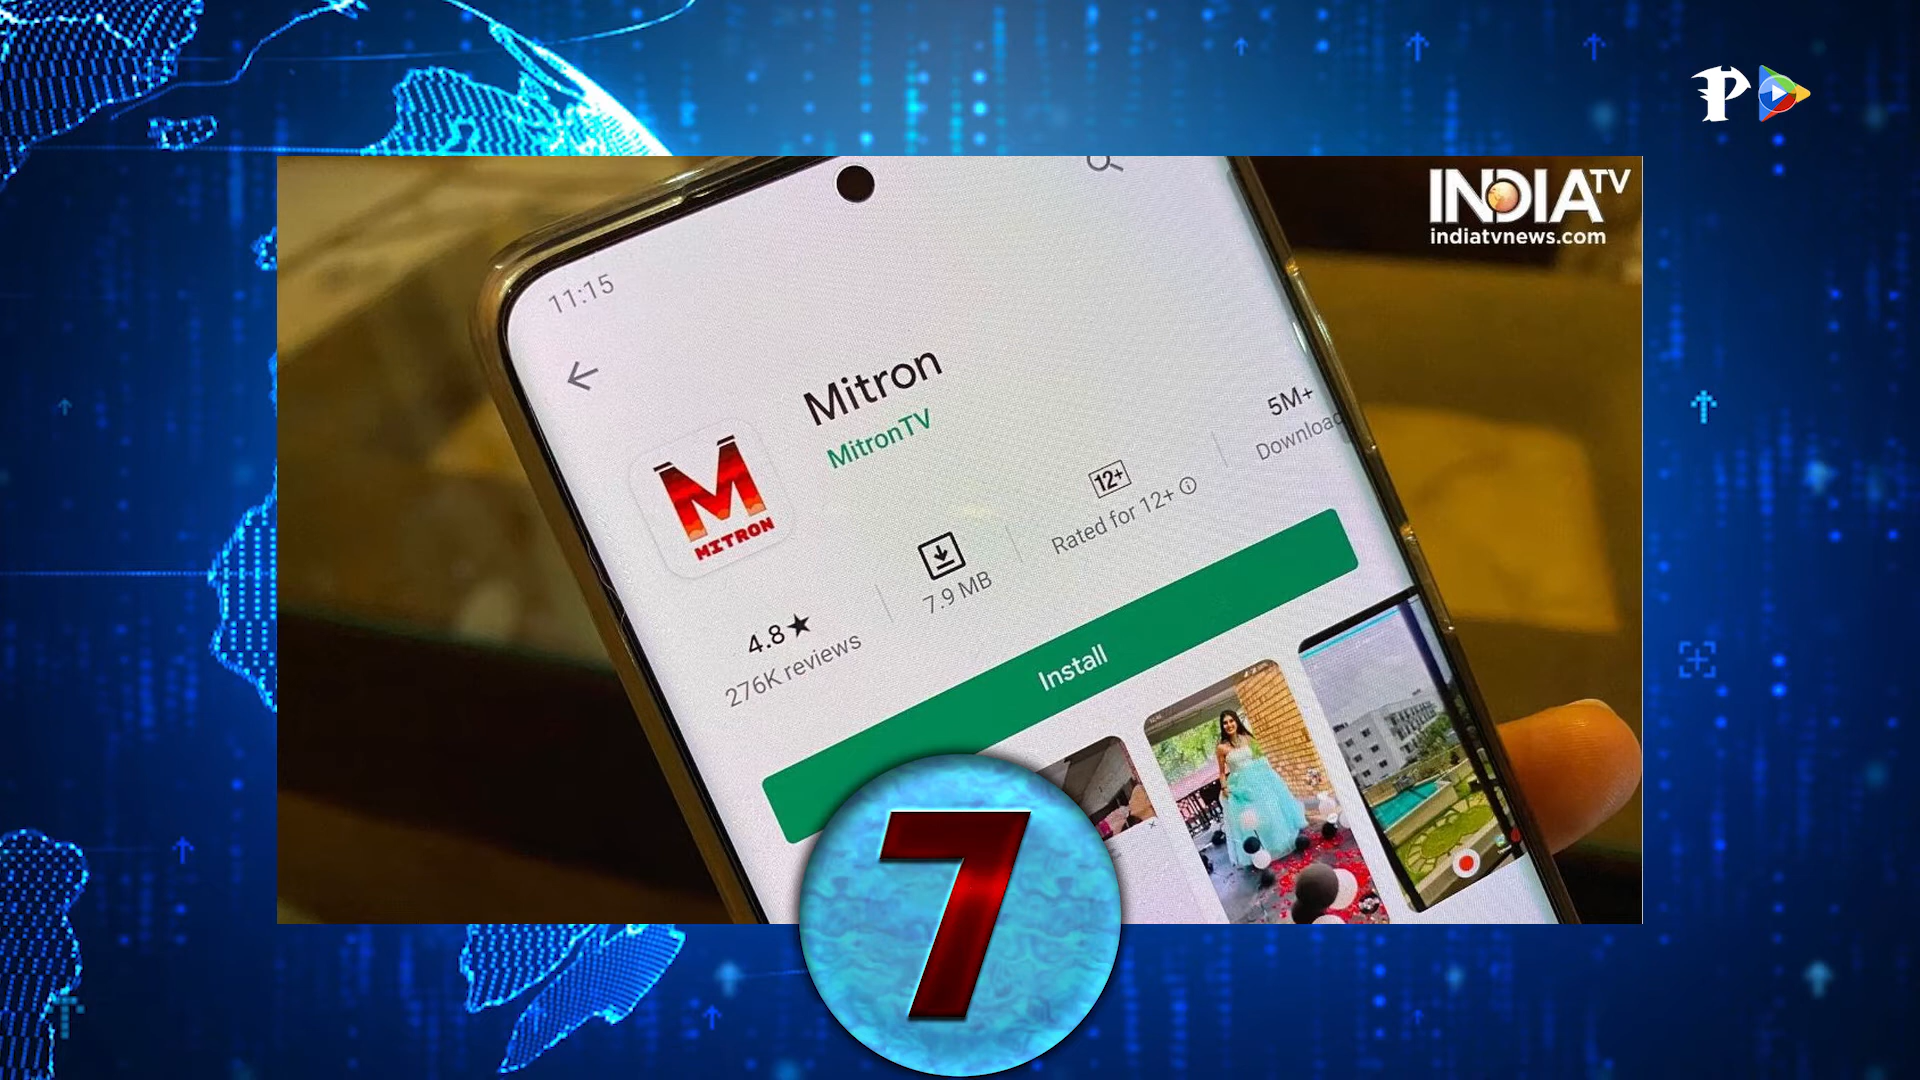 P
INDIA TV
indiatvnews.com
11:15
Mitron
MitronTV
MITRON
4.8★
276K reviews
7.9 MB
12+
Rated for 12+
5M+
Install
7